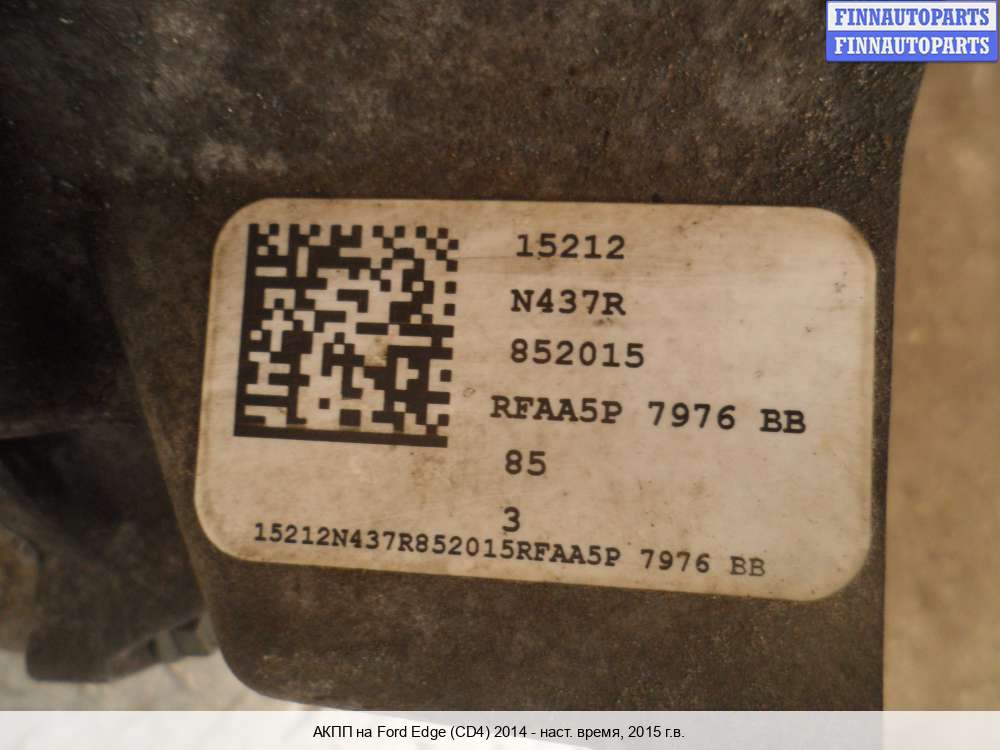 FINNAUTOPARTS
FINNAUTOPARTS
15212
N437R
852015
RFAA5P 7976 BB
85
3
15212N437R852015RFAA5P 7976 BB
АКПП на Ford Edge (CD4) 2014 - наст. время, 2015 г.в.